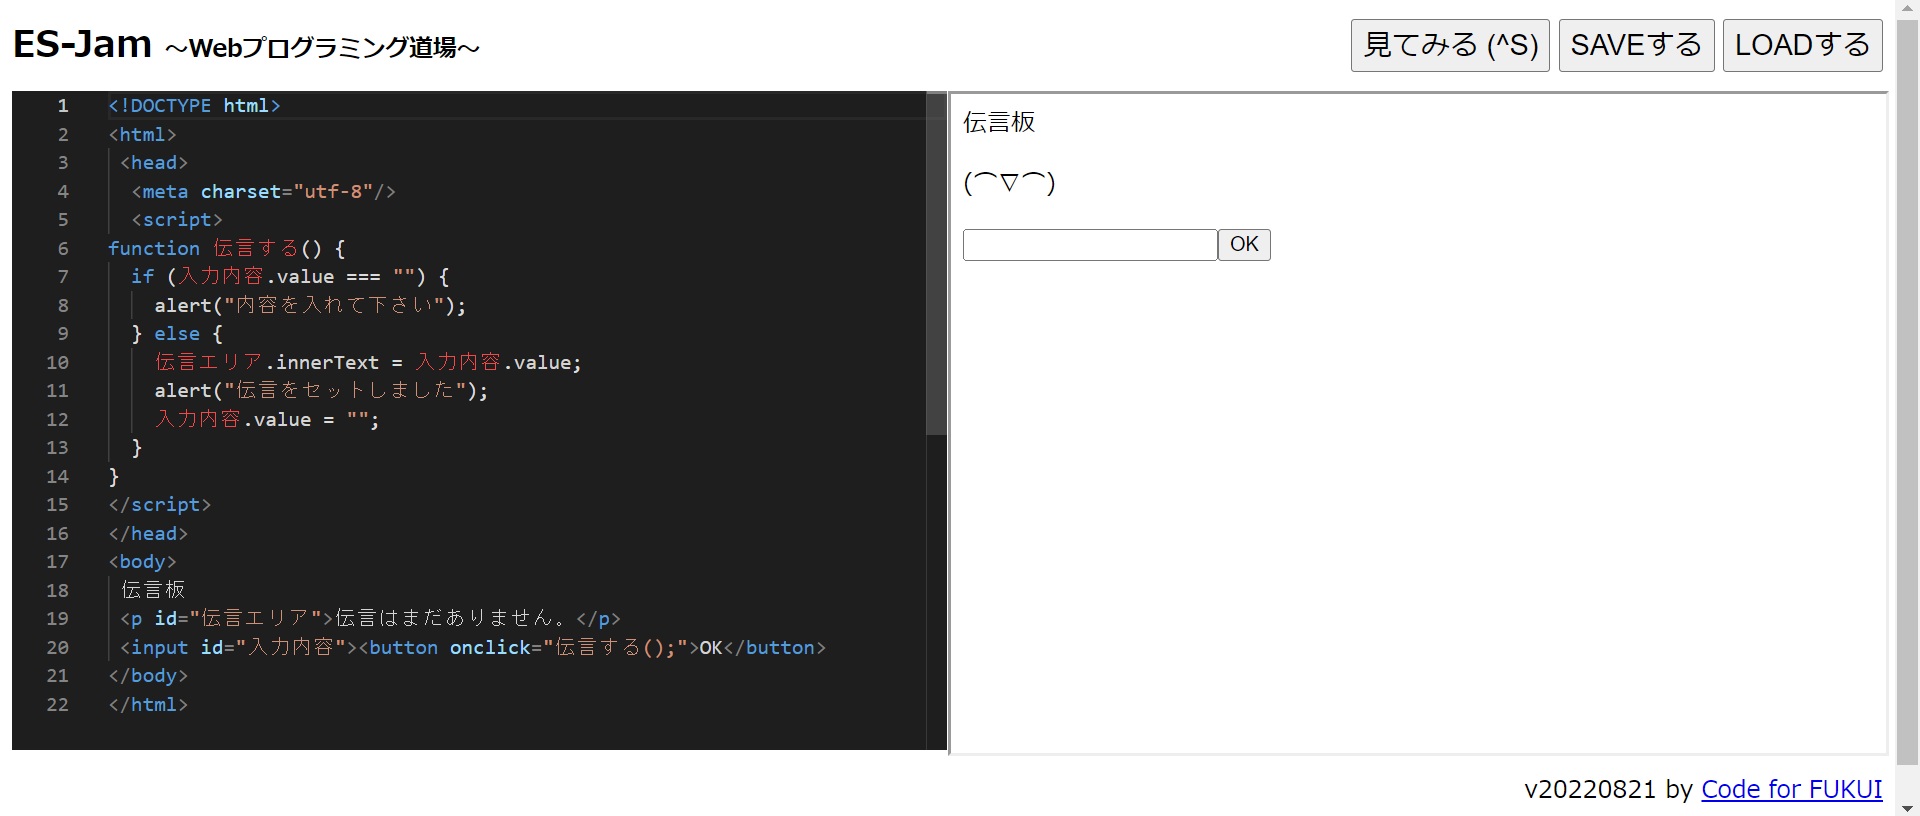 ES-Jam ～Webプログラミング道場～
見てみる (^S) SAVEする LOADする
1 <!DOCTYPE html>
2 <html>
3 <head>
4 <meta charset="utf-8"/>
5 <script>
6 function 伝言する() {
7 if (入力内容.value === "") {
8 alert("内容を入れて下さい");
9 } else {
10 伝言エリア.innerText = 入力内容.value;
11 alert("伝言をセットしました");
12 入力内容.value = "";
13 }
14 }
15 </script>
16 </head>
17 <body>
18 伝言板
19 <p id="伝言エリア">伝言はまだありません。</p>
20 <input id="入力内容"><button onclick="伝言する();">OK</button>
21 </body>
22 </html>
伝言板
(⌒▽⌒)
OK
v20220821 by Code for FUKUI